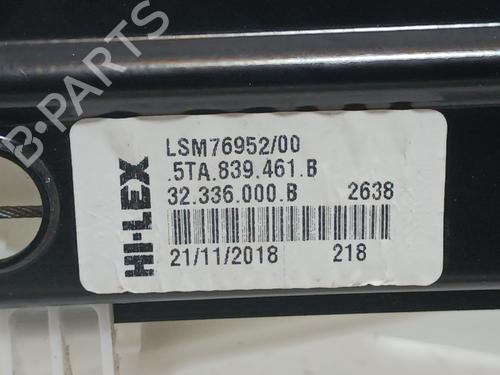 LSM76952/00
.5TA.839.461.B
32.336.000.B 2638
21/11/2018 218
HI-LEX
B-PARTS